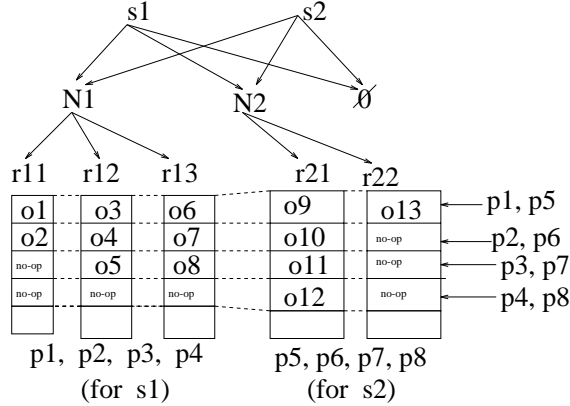 s1 s2
N1 N2 0
r11 r12 r13 r21 r22
o1 o3 o6 o9 o13 p1, p5
o2 o4 o7 o10 no-op p2, p6
no-op o5 o8 o11 no-op p3, p7
no-op no-op no-op o12 no-op p4, p8
p1, p2, p3, p4 p5, p6, p7, p8
(for s1) (for s2)